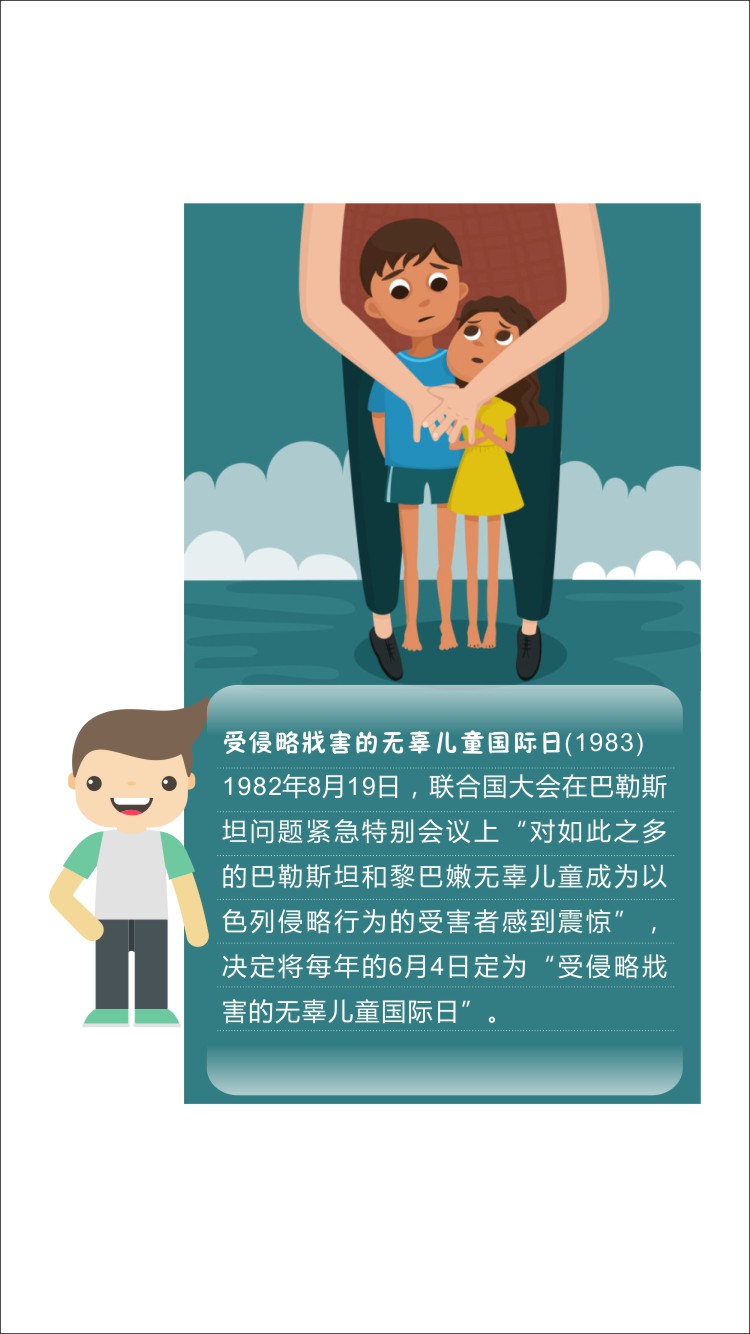 受侵略戕害的无辜儿童国际日(1983)
1982年8月19日，联合国大会在巴勒斯
坦问题紧急特别会议上“对如此之多
的巴勒斯坦和黎巴嫩无辜儿童成为以
色列侵略行为的受害者感到震惊”，
决定将每年的6月4日定为“受侵略戕
害的无辜儿童国际日”。